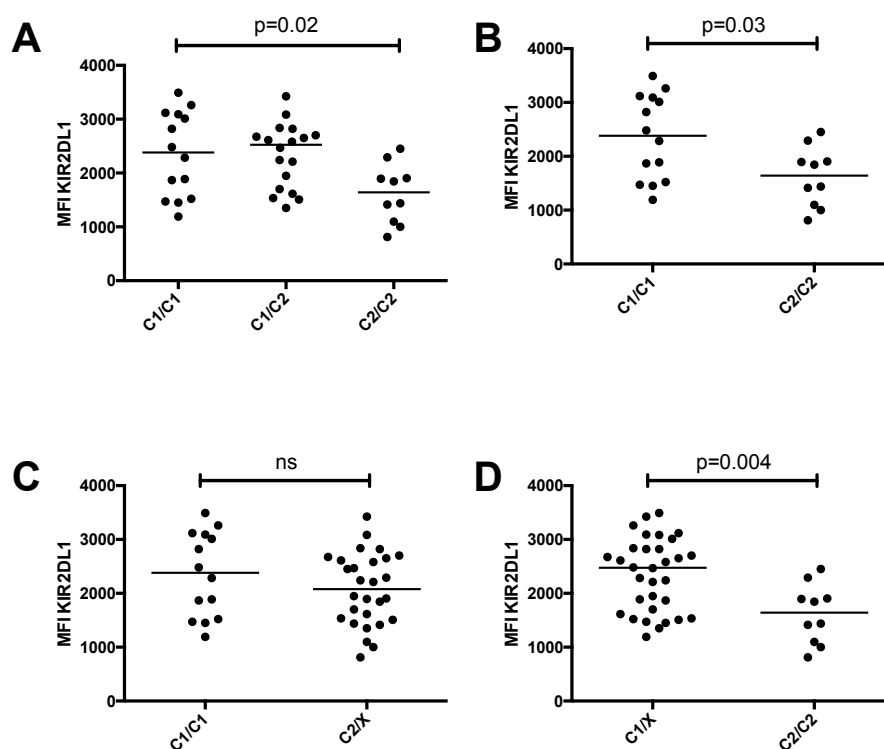 A
p=0.02
MFI KIR2DL1
4000
3000
2000
1000
0
C1/C1
C1/C2
C2/C2
B
p=0.03
MFI KIR2DL1
4000
3000
2000
1000
0
C1/C1
C2/C2
C
ns
MFI KIR2DL1
4000
3000
2000
1000
0
C1/C1
C2/X
D
p=0.004
MFI KIR2DL1
4000
3000
2000
1000
0
C1/X
C2/C2